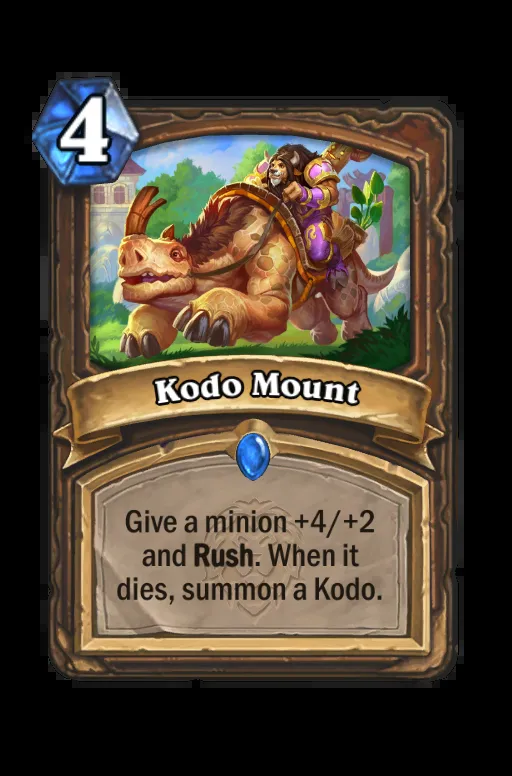 4
Kodo Mount
Give a minion +4/+2
and Rush. When it
dies, summon a Kodo.